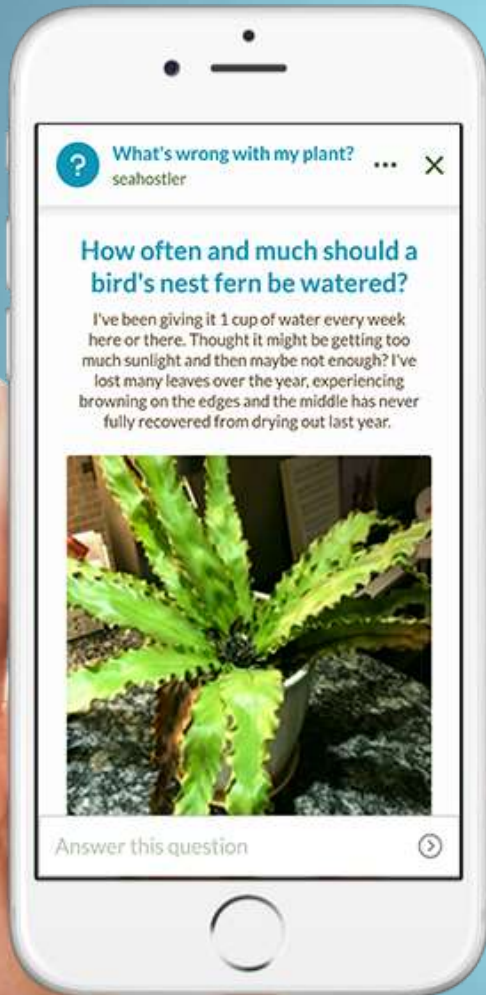 ?
What's wrong with my plant? •••
seahostler
How often and much should a
bird's nest fern be watered?
I've been giving it 1 cup of water every week
here or there. Thought it might be getting too
much sunlight and then maybe not enough? I've
lost many leaves over the year, experiencing
browning on the edges and the middle has never
fully recovered from drying out last year.
Answer this question